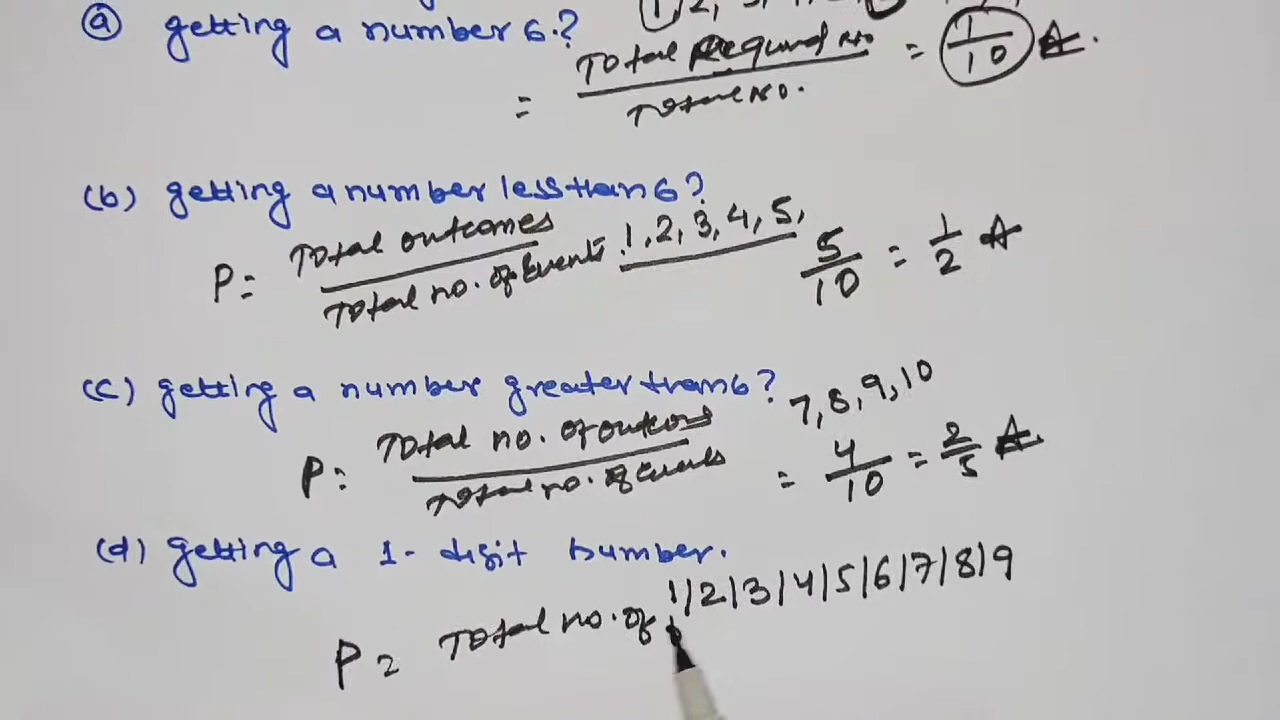 (a) getting a number 6.?
= Total Required no / Total no. = 1/10 A.
(b) getting a number less than 6?
P = Total outcomes / Total no. of Events 1, 2, 3, 4, 5, 5/10 = 1/2 A
(c) getting a number greater than 6? 7, 8, 9, 10
P = Total no. of outcoms / Total no. of Events = 4/10 = 2/5 A.
(d) getting a 1-digit number.
1/2/3/4/5/6/7/8/9
P = Total no. of